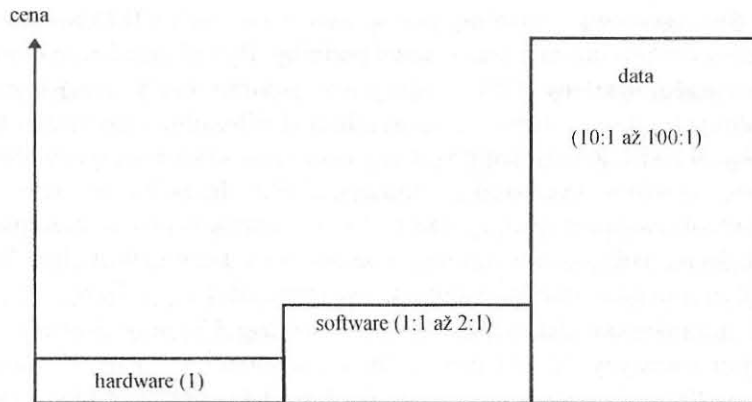 cena
data
(10:1 až 100:1)
software (1:1 až 2:1)
hardware (1)